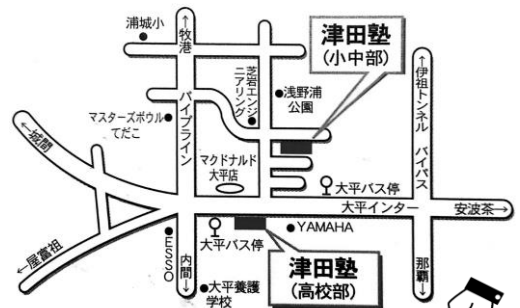 浦城小
←牧港
津田塾
(小中部)
芝岩エンジニアリング
浅野浦
公園
←伊祖トンネル
バイパス
マスターズボウル
てだこ
パイプライン
マクドナルド
大平店
←城間
大平バス停
大平インター
安波茶→
大平バス停
YAMAHA
←屋富祖
ESSO
内間→
津田塾
(高校部)
那覇→
大平養護
学校